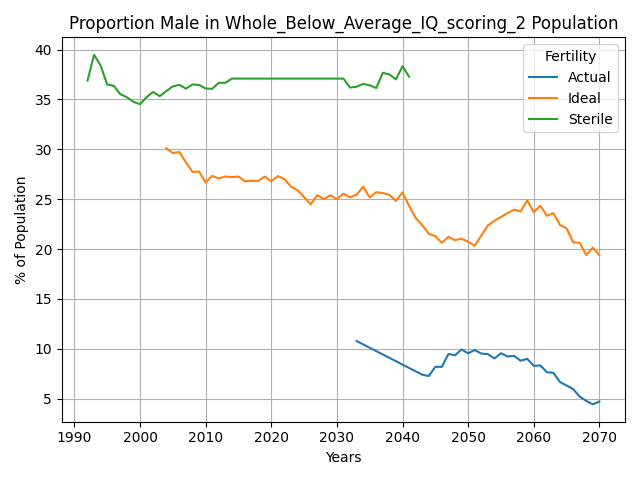 Proportion Male in Whole_Below_Average_IQ_scoring_2 Population
Fertility
Actual
Ideal
Sterile
% of Population
40
35
30
25
20
15
10
5
1990 2000 2010 2020 2030 2040 2050 2060 2070
Years